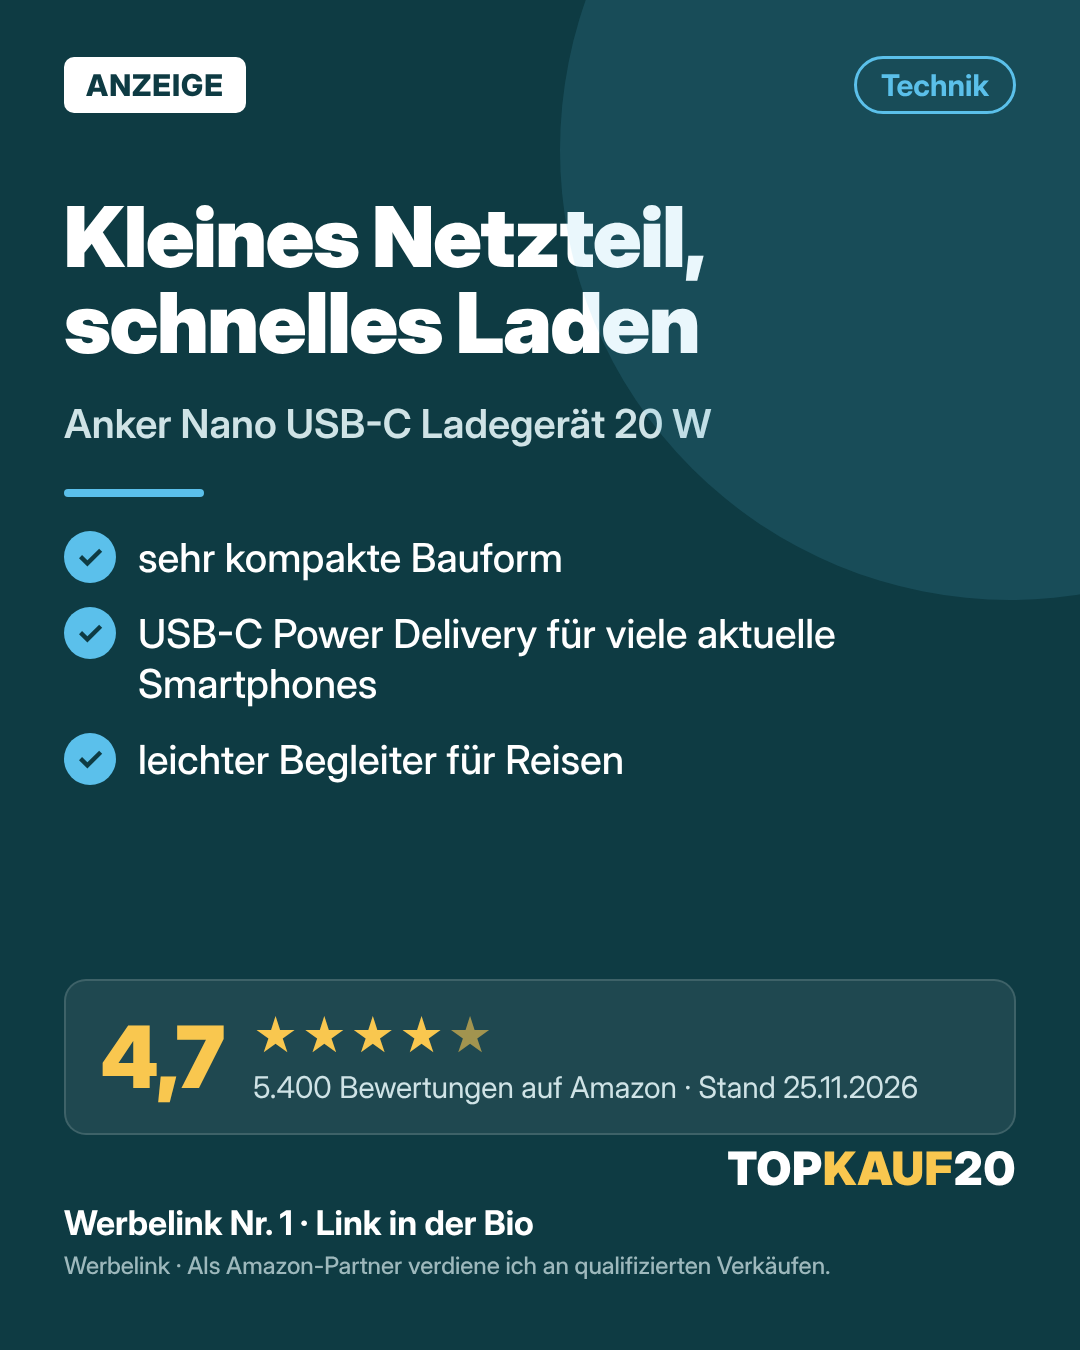 ANZEIGE
Technik
Kleines Netzteil,
schnelles Laden
Anker Nano USB-C Ladegerät 20 W
sehr kompakte Bauform
USB-C Power Delivery für viele aktuelle
Smartphones
leichter Begleiter für Reisen
4,7
5.400 Bewertungen auf Amazon · Stand 25.11.2026
TOPKAUF20
Werbelink Nr. 1 · Link in der Bio
Werbelink · Als Amazon-Partner verdiene ich an qualifizierten Verkäufen.